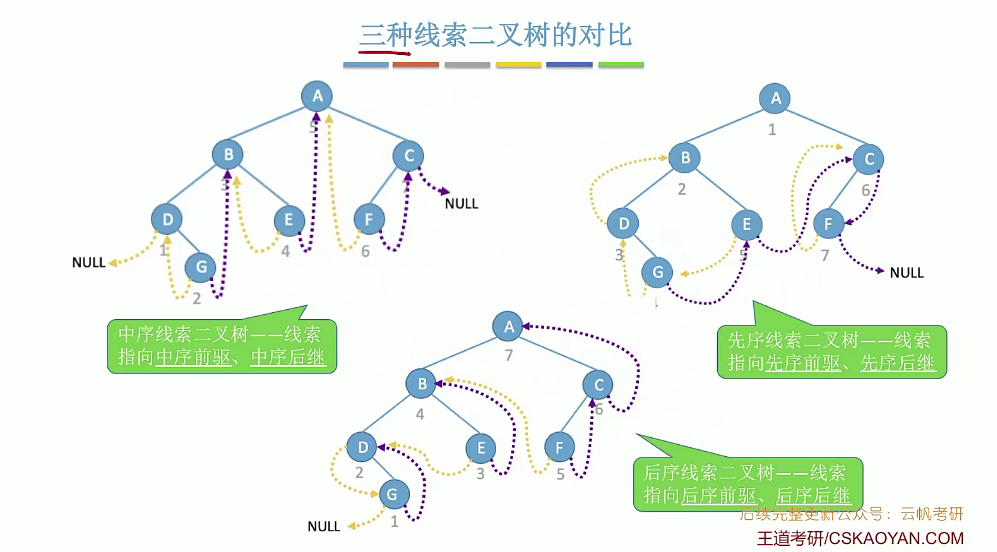 三种线索二叉树的对比
A
5
B
3
C
D
1
E
4
F
6
G
2
NULL
NULL
中序线索二叉树——线索
指向中序前驱、中序后继
A
1
B
2
C
6
D
3
E
5
F
7
G
NULL
先序线索二叉树——线索
指向先序前驱、先序后继
A
7
B
4
C
6
D
2
E
3
F
5
G
1
NULL
后序线索二叉树——线索
指向后序前驱、后序后继
后续完整更新公众号：云帆考研
王道考研/CSKAOYAN.COM